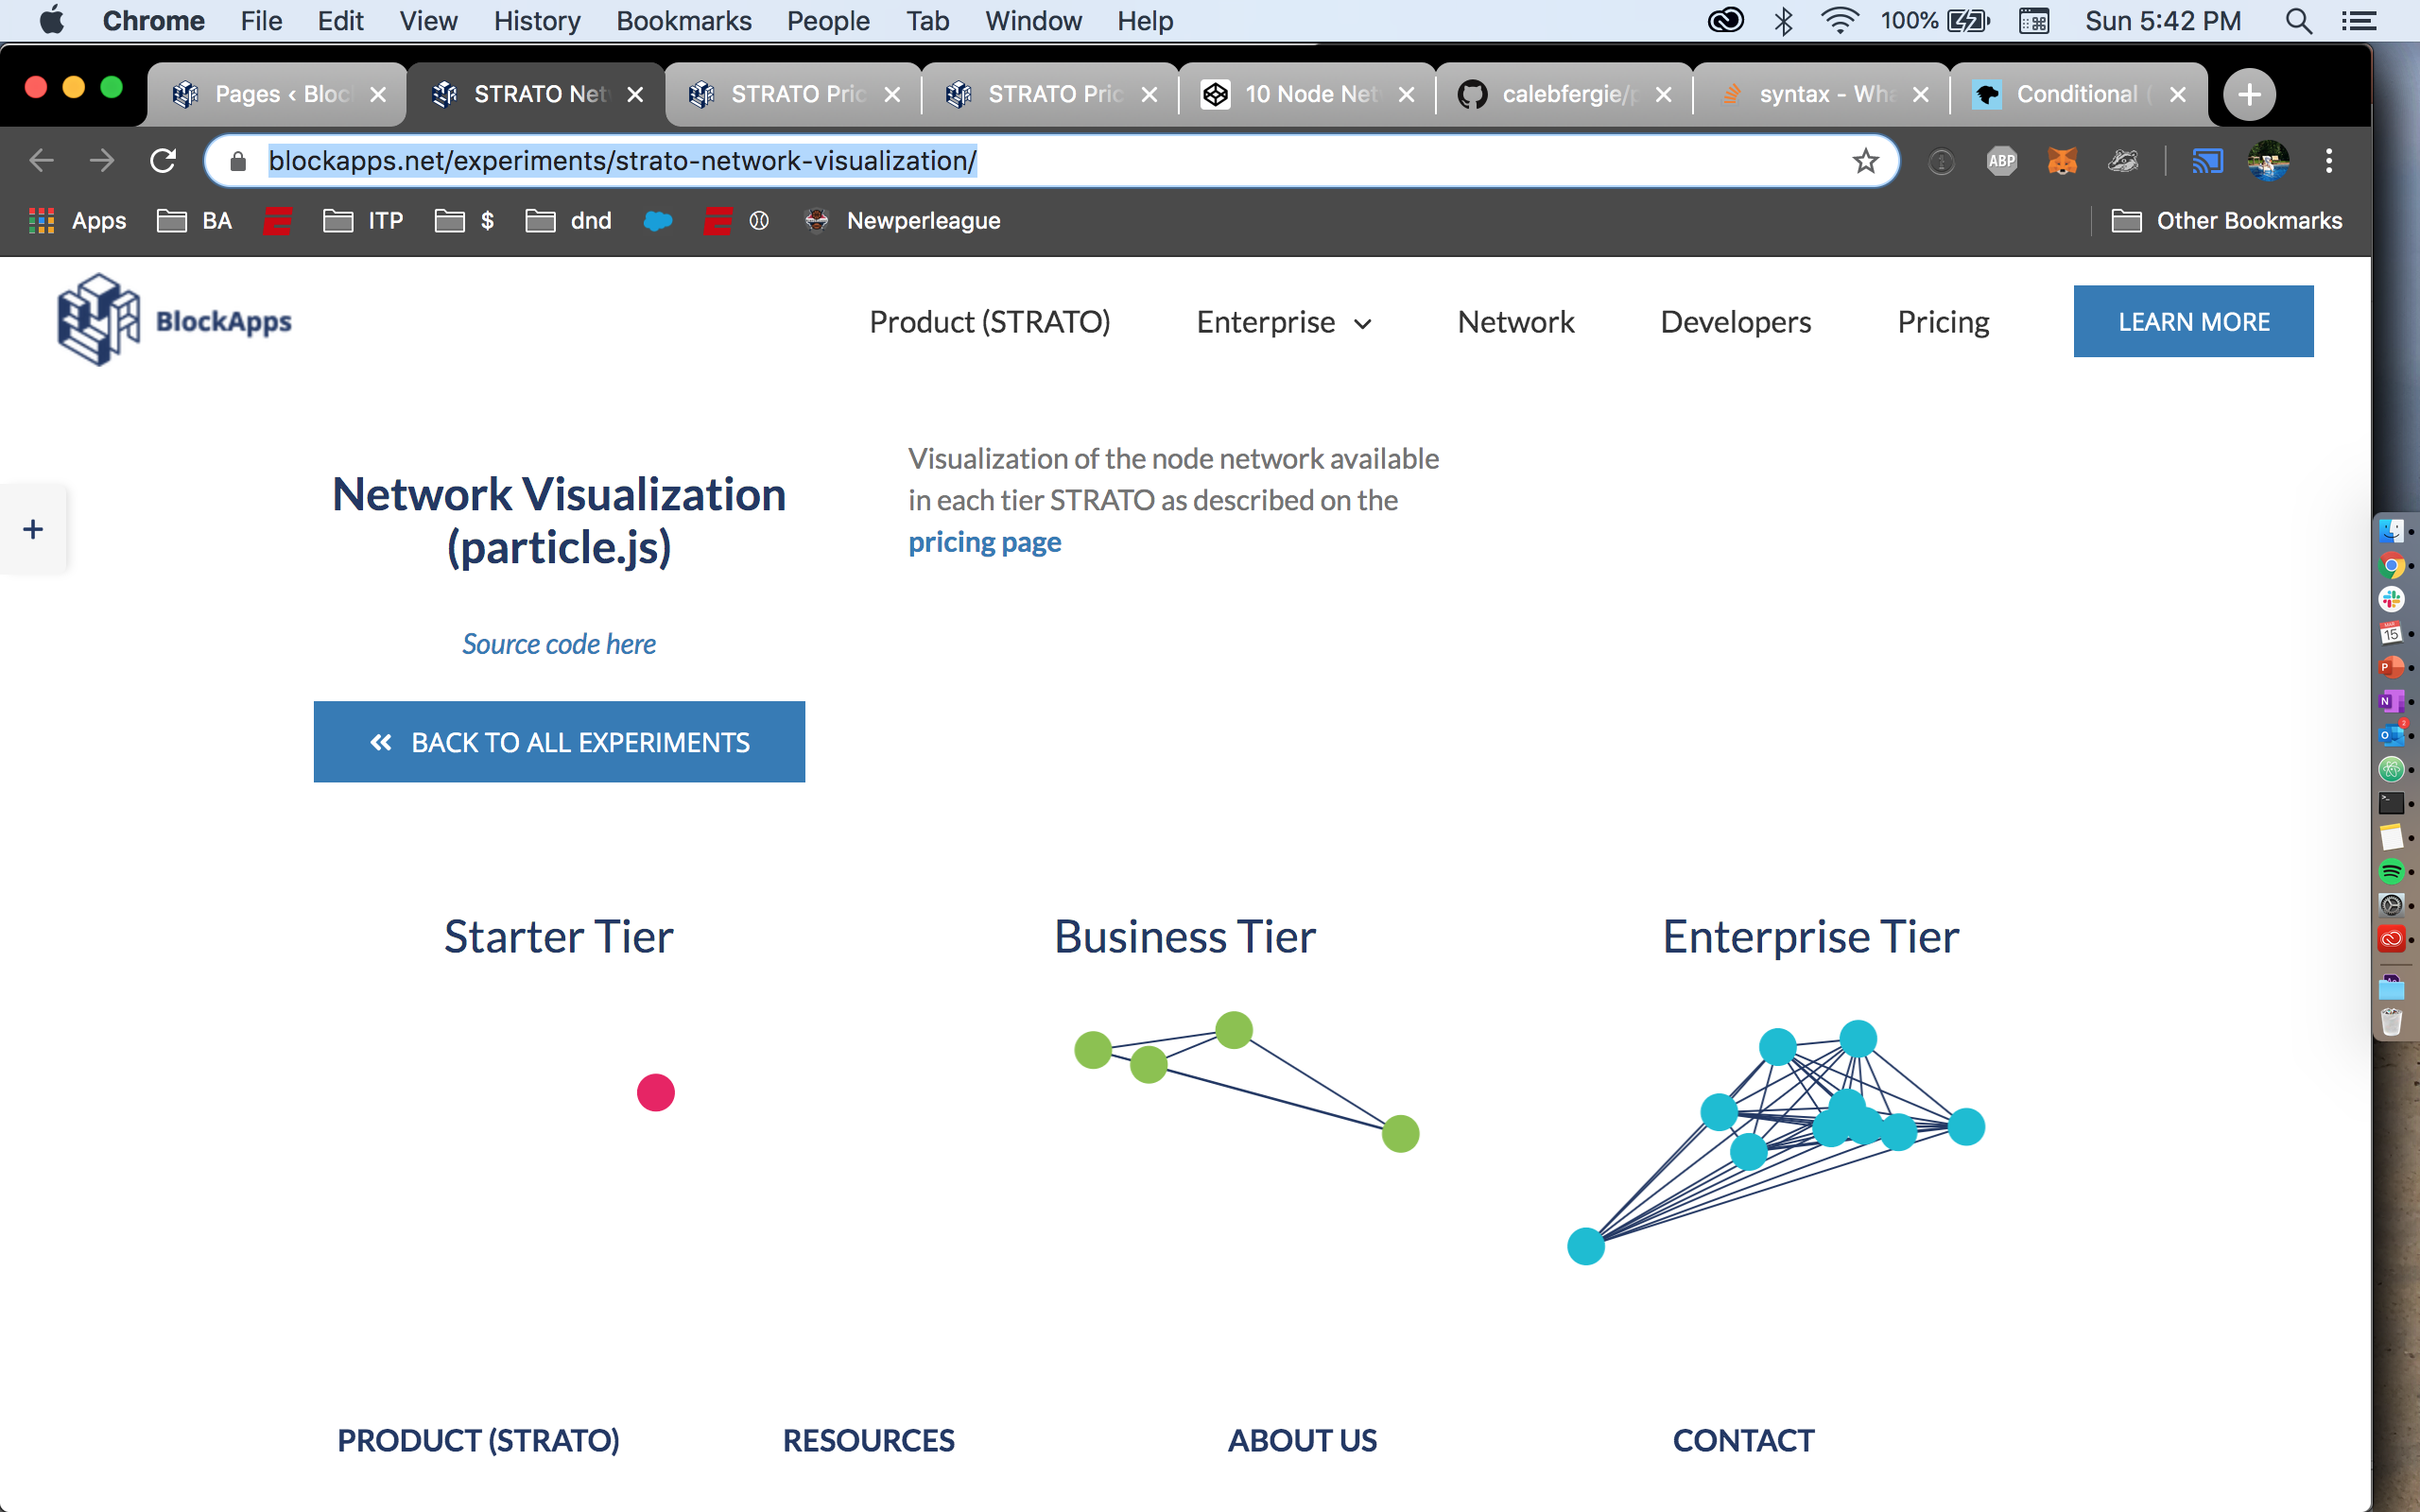 Chrome File Edit View History Bookmarks People Tab Window Help 100% Sun 5:42 PM
Pages ‹ Bloc STRATO Net STRATO Pric STRATO Pric 10 Node Net calebfergie/p syntax - Wha Conditional (
blockapps.net/experiments/strato-network-visualization/ ABP
Apps BA ITP $ dnd Newperleague Other Bookmarks
BlockApps Product (STRATO) Enterprise Network Developers Pricing LEARN MORE
Network Visualization
(particle.js)
Source code here
« BACK TO ALL EXPERIMENTS
Visualization of the node network available
in each tier STRATO as described on the
pricing page
Starter Tier Business Tier Enterprise Tier
PRODUCT (STRATO) RESOURCES ABOUT US CONTACT